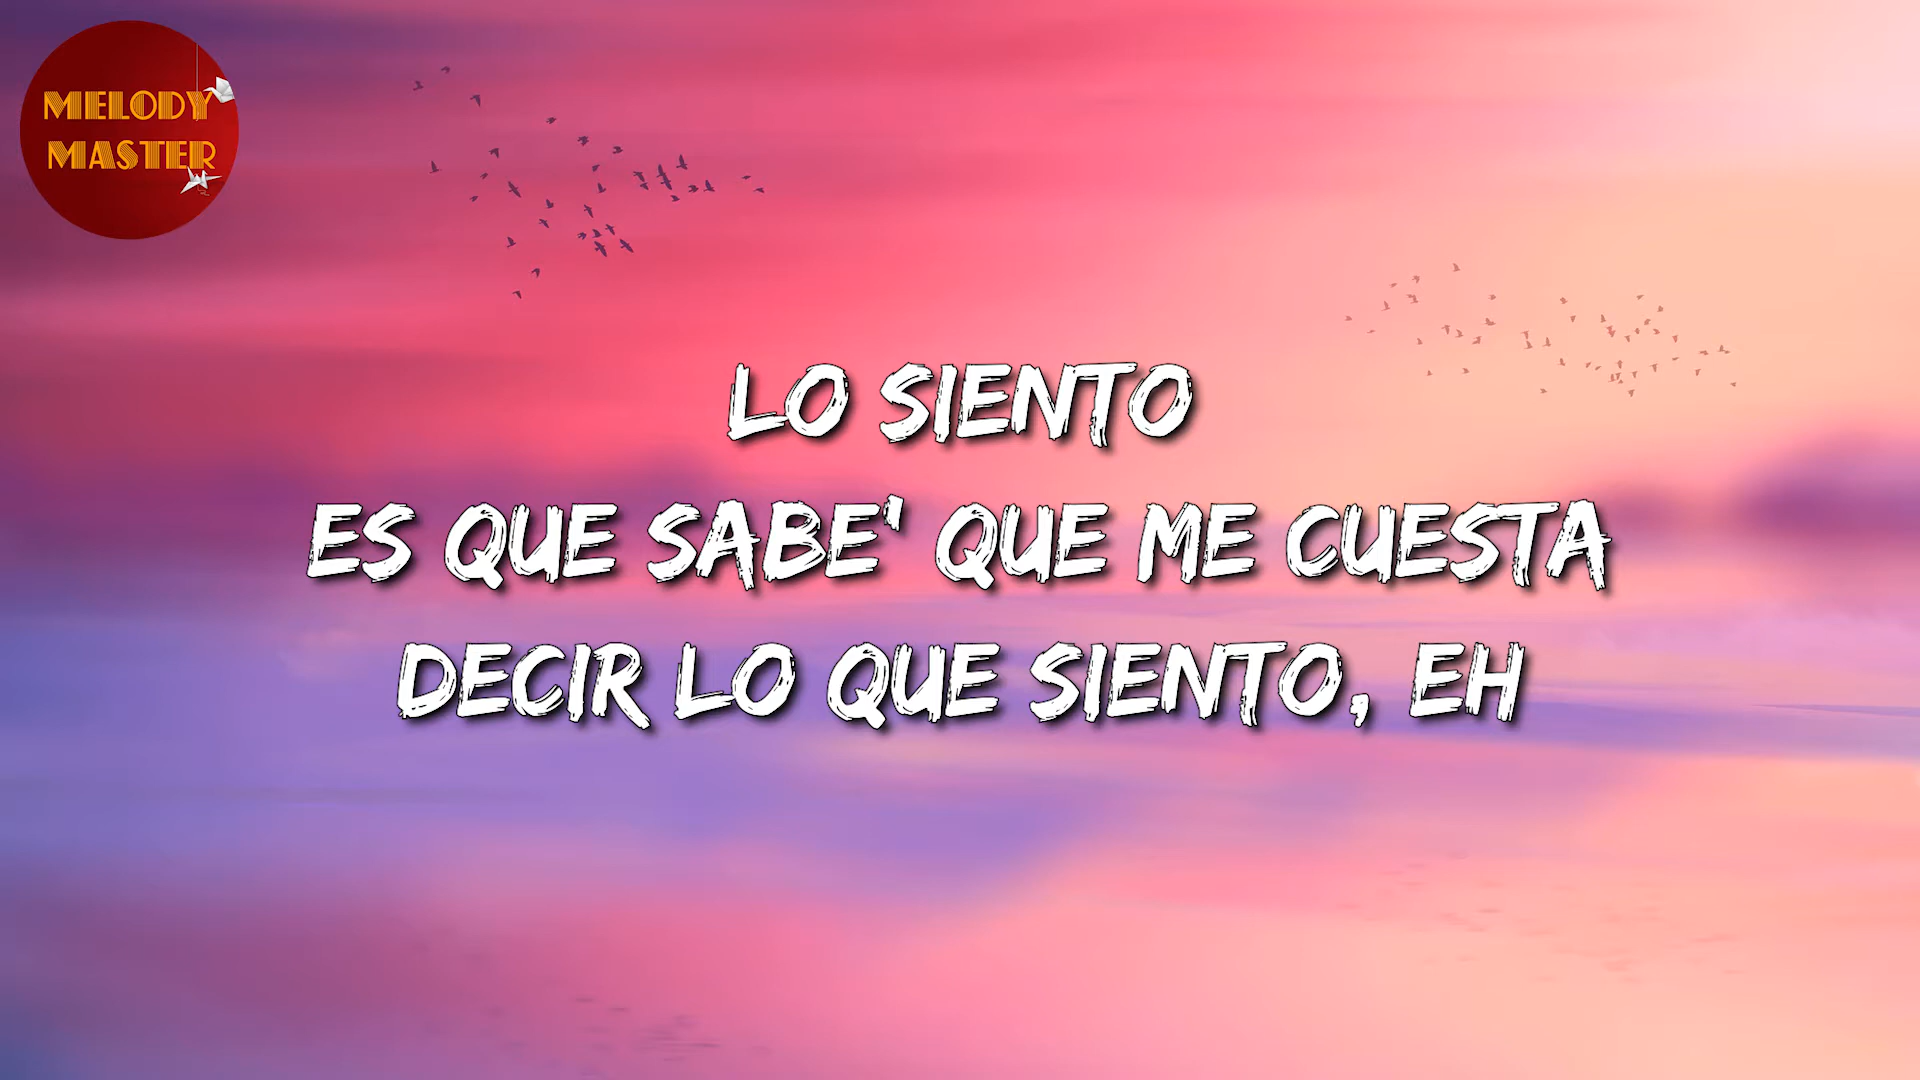 MELODY
MASTER
LO SIENTO
ES QUE SABE' QUE ME CUESTA
DECIR LO QUE SIENTO, EH